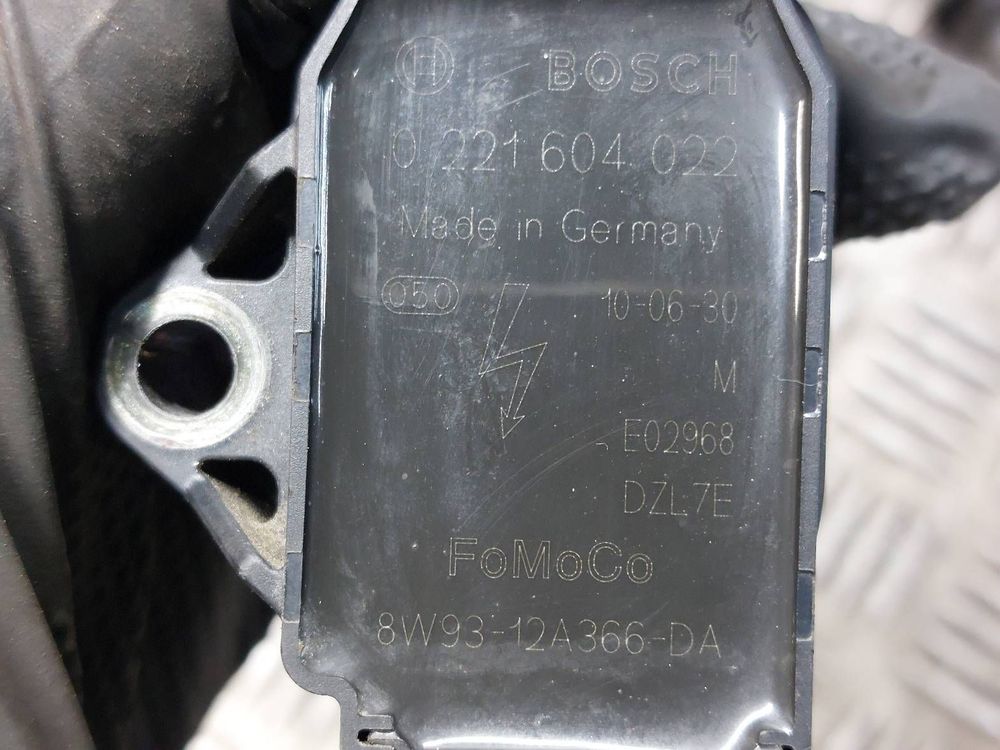 BOSCH
0 221 604 022
Made in Germany
050 10-06-30
M
E02968
DZL7E
FoMoCo
8W93-12A366-DA